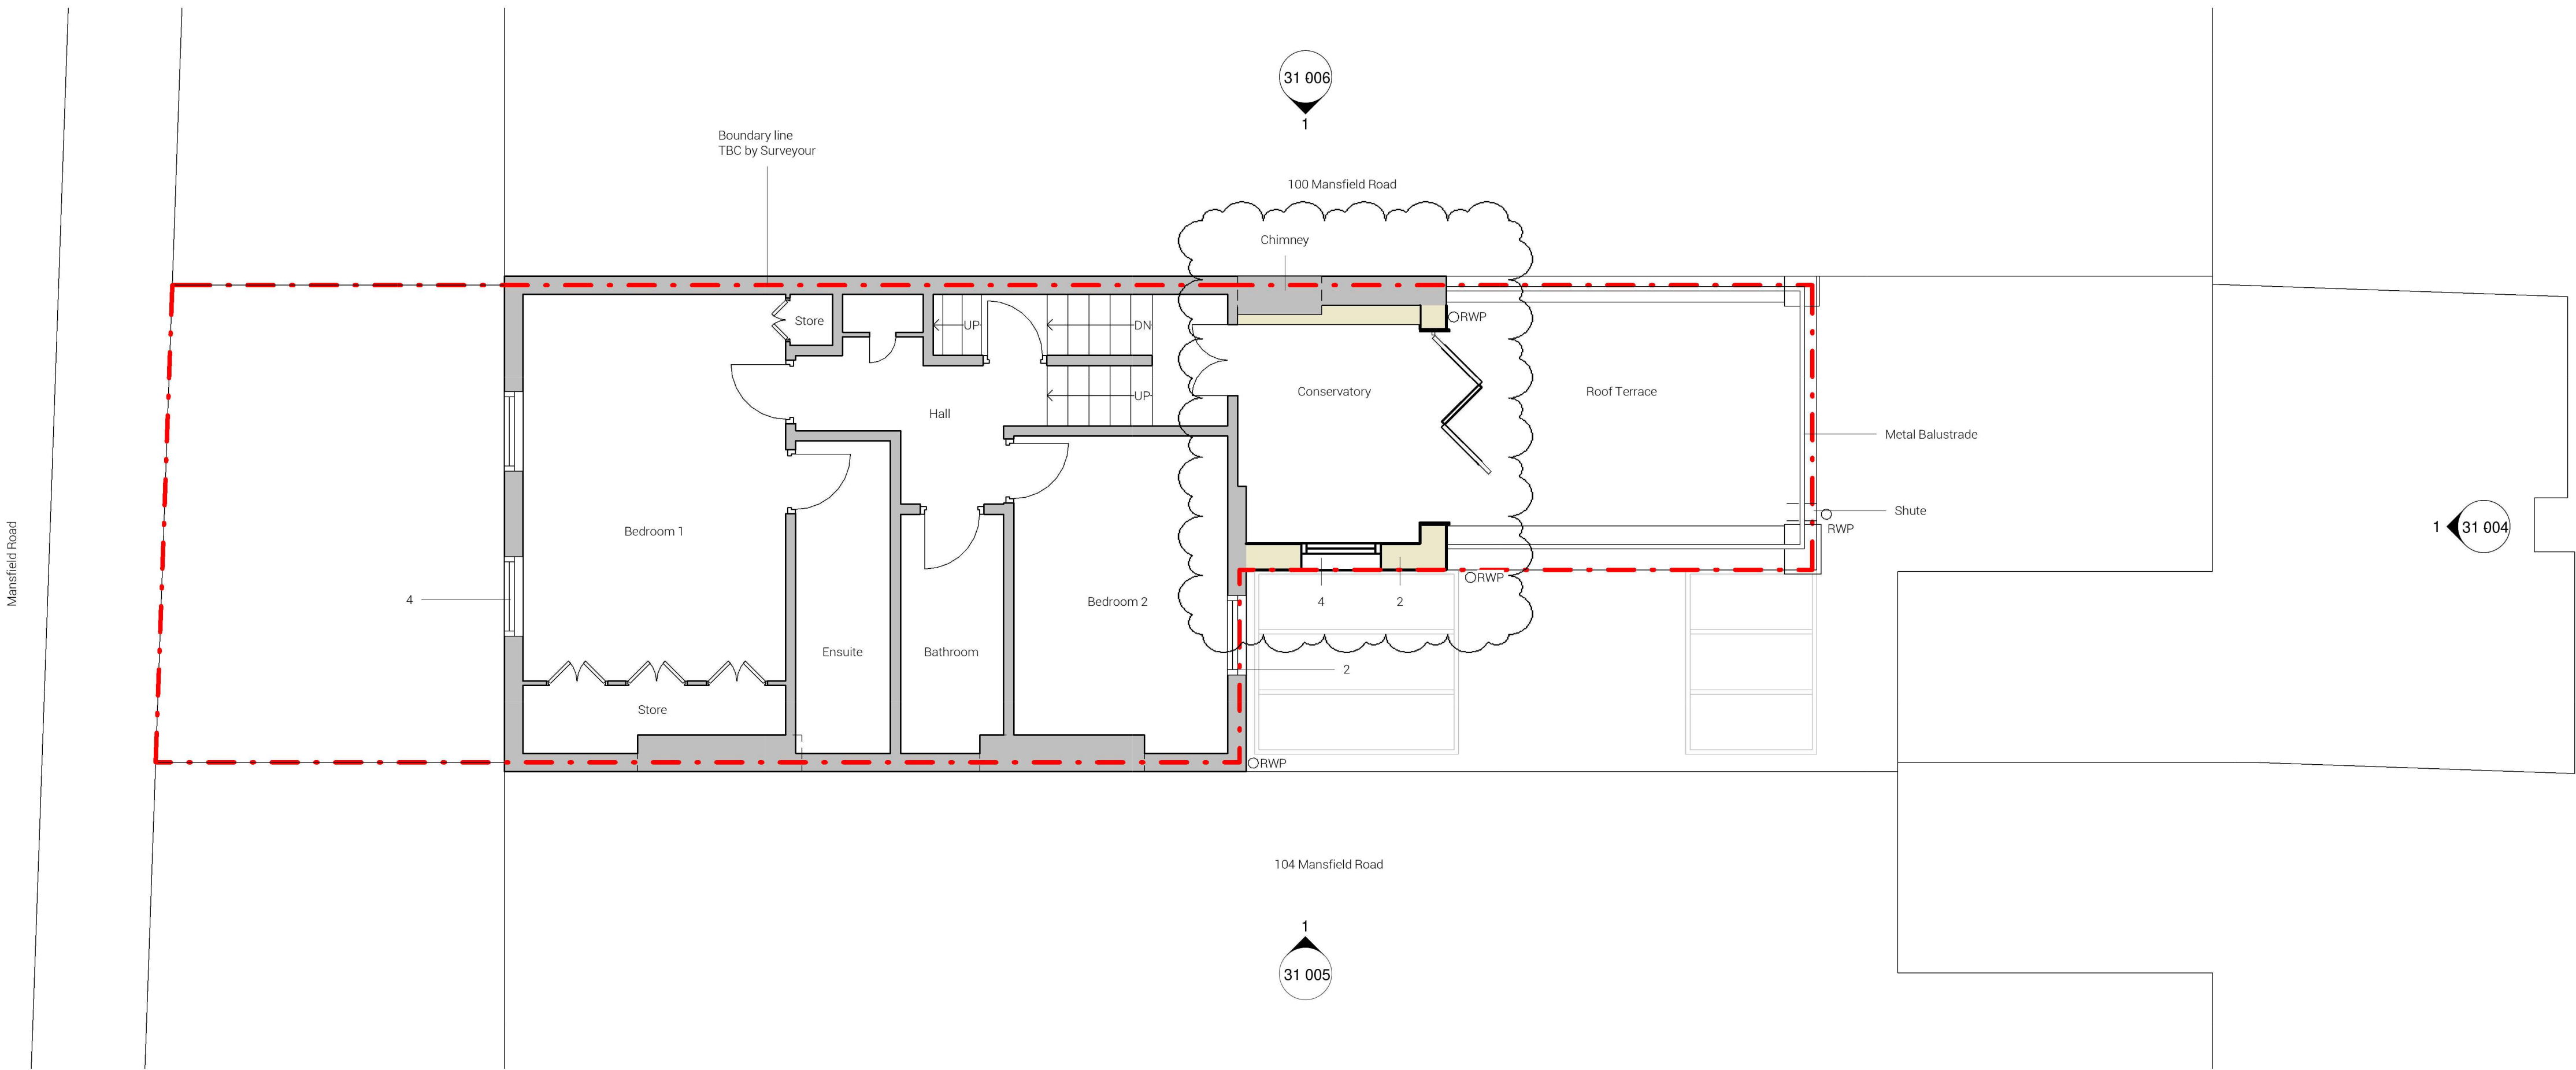 31 006
1
Boundary line
TBC by Surveyour
100 Mansfield Road
Chimney
Store
UP
DN
RWP
UP
Conservatory
Roof Terrace
Hall
Metal Balustrade
Shute
RWP
1
31 004
Mansfield Road
Bedroom 1
RWP
4
Bedroom 2
4
2
Ensuite
Bathroom
2
Store
RWP
104 Mansfield Road
1
31 005